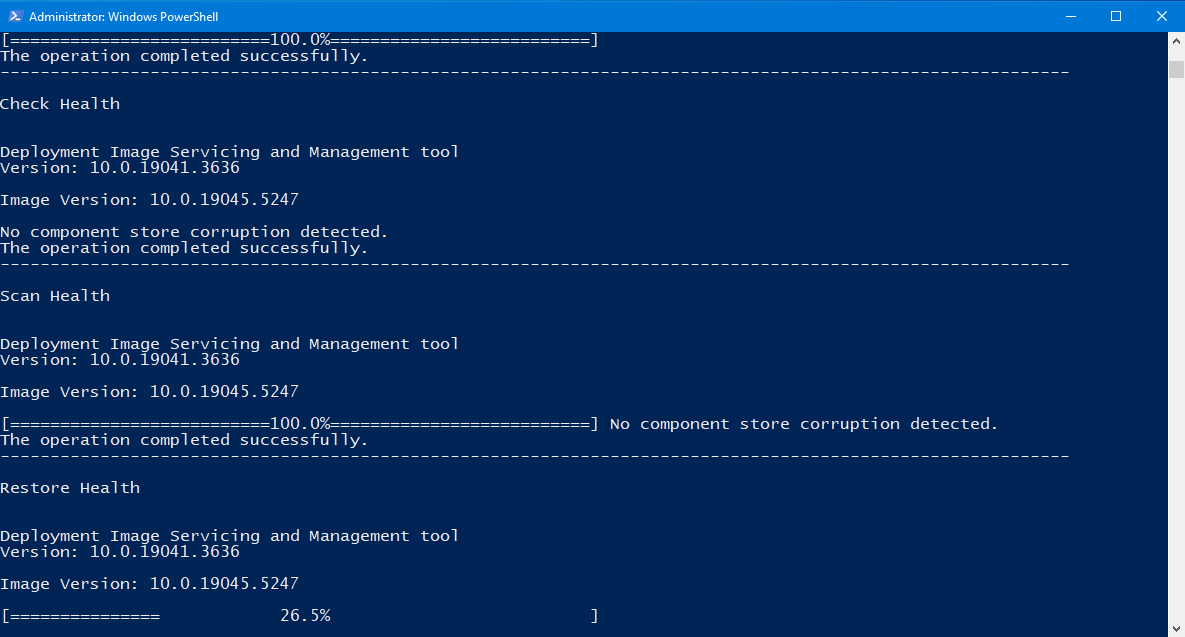 Administrator: Windows PowerShell
[==========================100.0%==========================]
The operation completed successfully.
-----------------------------------------------------------------------------------------------------------
Check Health
Deployment Image Servicing and Management tool
Version: 10.0.19041.3636
Image Version: 10.0.19045.5247
No component store corruption detected.
The operation completed successfully.
-----------------------------------------------------------------------------------------------------------
Scan Health
Deployment Image Servicing and Management tool
Version: 10.0.19041.3636
Image Version: 10.0.19045.5247
[==========================100.0%==========================] No component store corruption detected.
The operation completed successfully.
-----------------------------------------------------------------------------------------------------------
Restore Health
Deployment Image Servicing and Management tool
Version: 10.0.19041.3636
Image Version: 10.0.19045.5247
[===============            26.5%                          ]